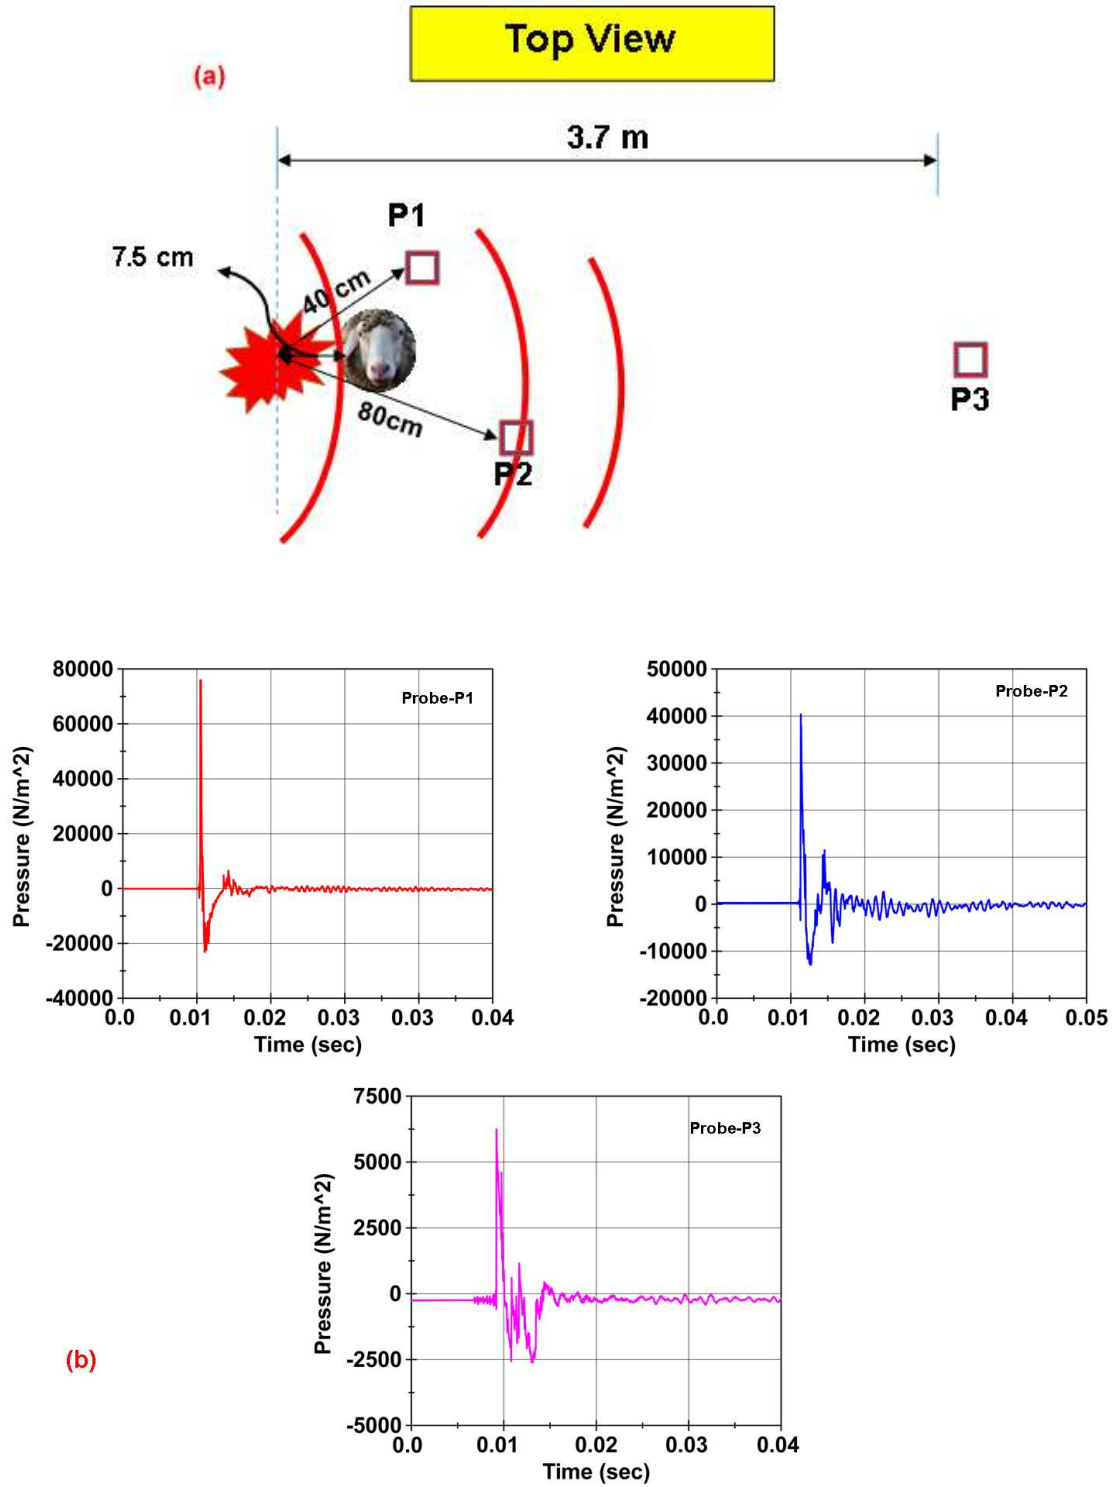 Top View
(a)
3.7 m
P1
7.5 cm
40 cm
80cm
P2
P3
80000
60000
40000
20000
0
-20000
-40000
0.0 0.01 0.02 0.03 0.03 0.04
Pressure (N/m^2)
Time (sec)
Probe-P1
50000
40000
30000
20000
10000
0
-10000
-20000
0.0 0.01 0.02 0.03 0.04 0.05
Pressure (N/m^2)
Time (sec)
Probe-P2
7500
5000
2500
0
-2500
-5000
0.0 0.01 0.02 0.03 0.04
Pressure (N/m^2)
Time (sec)
Probe-P3
(b)